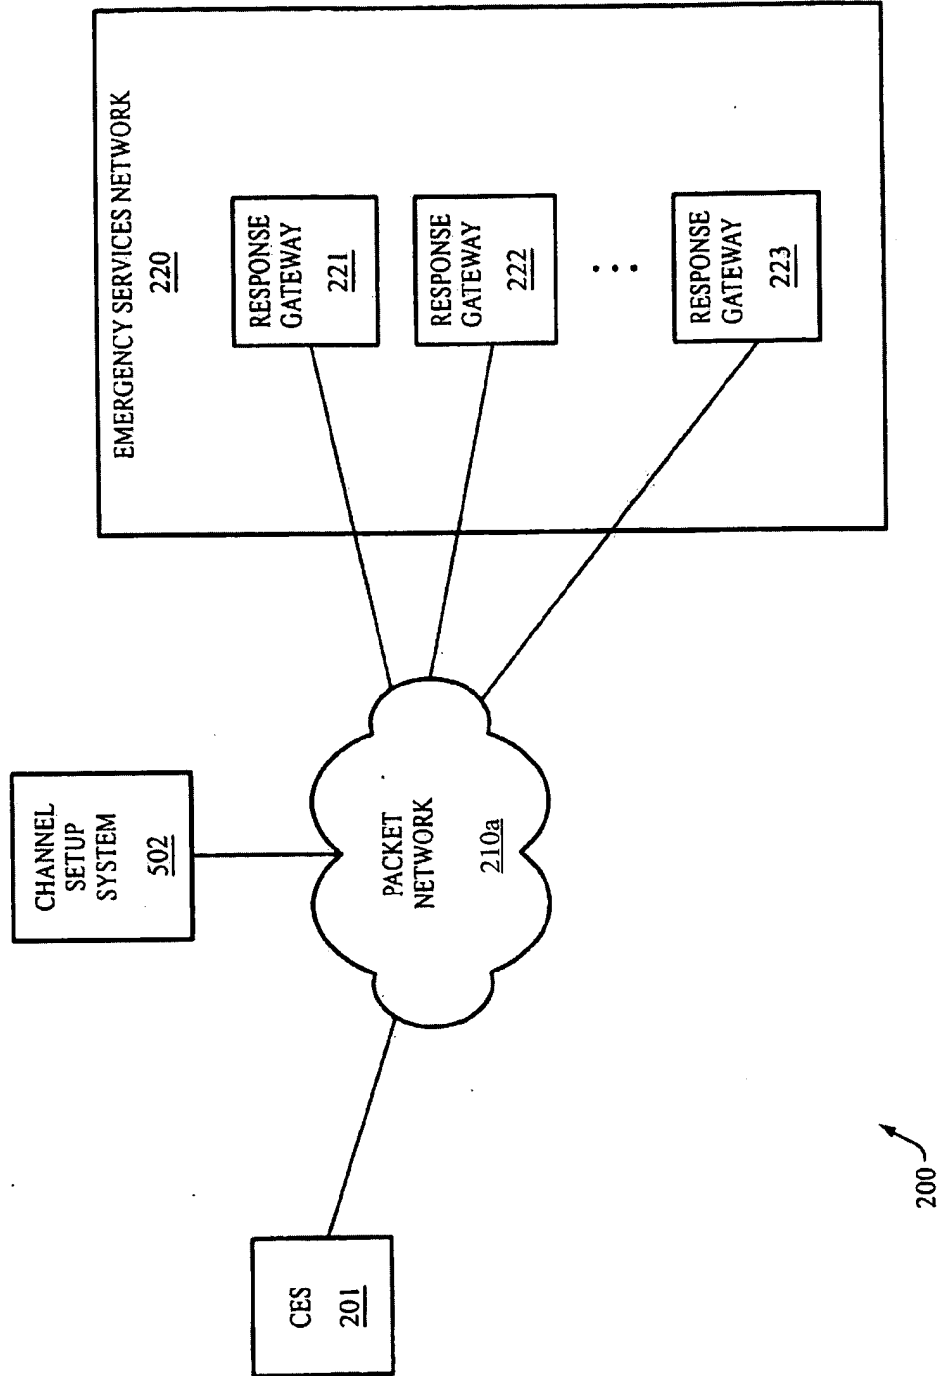 EMERGENCY SERVICES NETWORK
220
CHANNEL
SETUP
SYSTEM
502
RESPONSE
GATEWAY
221
RESPONSE
GATEWAY
222
...
RESPONSE
GATEWAY
223
PACKET
NETWORK
210a
CES
201
200